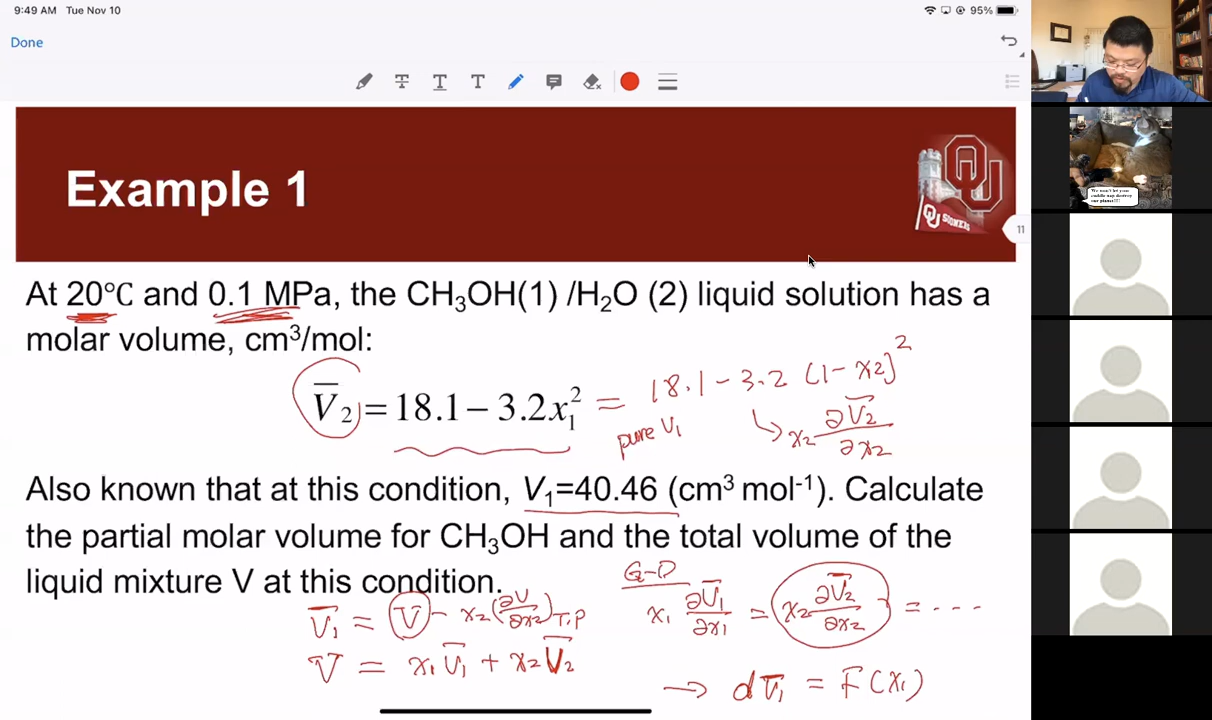 9:49 AM Tue Nov 10
95%
Done
T T T
Example 1
OU
OU SOONERS
11
At 20°C and 0.1 MPa, the CH₃OH(1) /H₂O (2) liquid solution has a
molar volume, cm³/mol:
V̅₂ = 18.1 − 3.2x₁² = 18.1 − 3.2 (1 − x₂)²
pure V₁
↳ x₂ ∂V̅₂/∂x₂
Also known that at this condition, V₁=40.46 (cm³ mol⁻¹). Calculate
the partial molar volume for CH₃OH and the total volume of the
liquid mixture V at this condition.
V̅₁ = V − x₂(∂V/∂x₂)T,P
V = x₁V̅₁ + x₂V̅₂
G-D
x₁ ∂V̅₁/∂x₁ = x₂ ∂V̅₂/∂x₂ = ...
→ dV̅₁ = F(x₁)